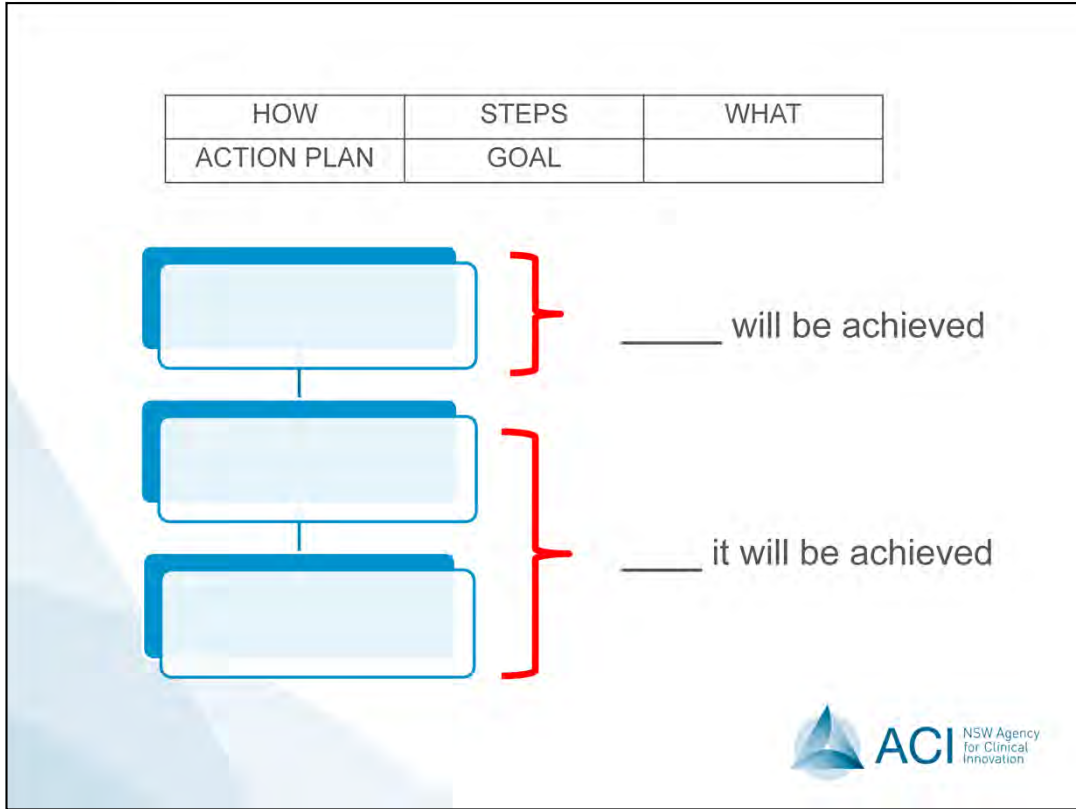 HOW STEPS WHAT
ACTION PLAN GOAL
_____ will be achieved
____ it will be achieved
ACI NSW Agency
for Clinical
Innovation